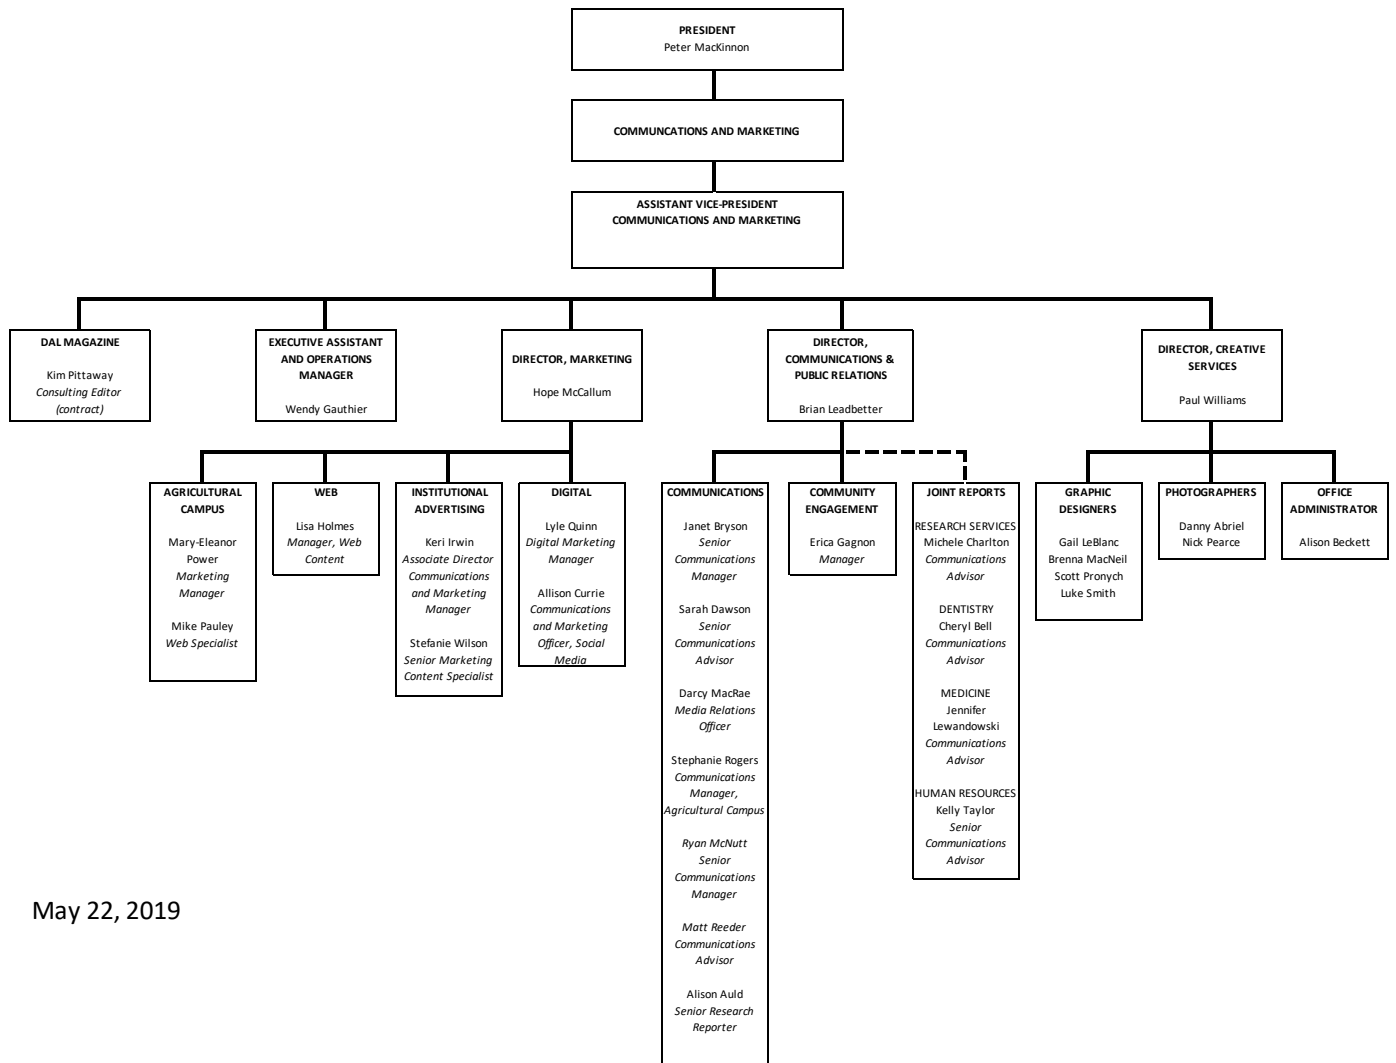 PRESIDENT
Peter MacKinnon
COMMUNCATIONS AND MARKETING
ASSISTANT VICE-PRESIDENT
COMMUNICATIONS AND MARKETING
DAL MAGAZINE
Kim Pittaway
Consulting Editor
(contract)
EXECUTIVE ASSISTANT
AND OPERATIONS
MANAGER
Wendy Gauthier
DIRECTOR, MARKETING
Hope McCallum
DIRECTOR,
COMMUNICATIONS &
PUBLIC RELATIONS
Brian Leadbetter
DIRECTOR, CREATIVE
SERVICES
Paul Williams
AGRICULTURAL
CAMPUS
Mary-Eleanor
Power
Marketing
Manager
Mike Pauley
Web Specialist
WEB
Lisa Holmes
Manager, Web
Content
INSTITUTIONAL
ADVERTISING
Keri Irwin
Associate Director
Communications
and Marketing
Manager
Stefanie Wilson
Senior Marketing
Content Specialist
DIGITAL
Lyle Quinn
Digital Marketing
Manager
Allison Currie
Communications
and Marketing
Officer, Social
Media
COMMUNICATIONS
Janet Bryson
Senior
Communications
Manager
Sarah Dawson
Senior
Communications
Advisor
Darcy MacRae
Media Relations
Officer
Stephanie Rogers
Communications
Manager,
Agricultural Campus
Ryan McNutt
Senior
Communications
Manager
Matt Reeder
Communications
Advisor
Alison Auld
Senior Research
Reporter
COMMUNITY
ENGAGEMENT
Erica Gagnon
Manager
JOINT REPORTS
RESEARCH SERVICES
Michele Charlton
Communications
Advisor
DENTISTRY
Cheryl Bell
Communications
Advisor
MEDICINE
Jennifer
Lewandowski
Communications
Advisor
HUMAN RESOURCES
Kelly Taylor
Senior
Communications
Advisor
GRAPHIC
DESIGNERS
Gail LeBlanc
Brenna MacNeil
Scott Pronych
Luke Smith
PHOTOGRAPHERS
Danny Abriel
Nick Pearce
OFFICE
ADMINISTRATOR
Alison Beckett
May 22, 2019